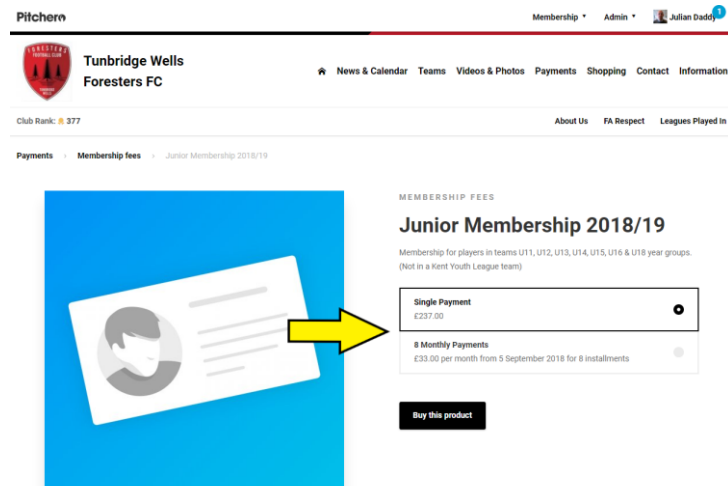 Pitchero
Membership
Admin
Julian Daddy
1
FORESTERS
FOOTBALL CLUB
TUNBRIDGE
WELLS
Tunbridge Wells
Foresters FC
News & Calendar Teams Videos & Photos Payments Shopping Contact Information
Club Rank: 377
About Us FA Respect Leagues Played In
Payments › Membership fees › Junior Membership 2018/19
MEMBERSHIP FEES
Junior Membership 2018/19
Membership for players in teams U11, U12, U13, U14, U15, U16 & U18 year groups.
(Not in a Kent Youth League team)
Single Payment
£237.00
8 Monthly Payments
£33.00 per month from 5 September 2018 for 8 installments
Buy this product